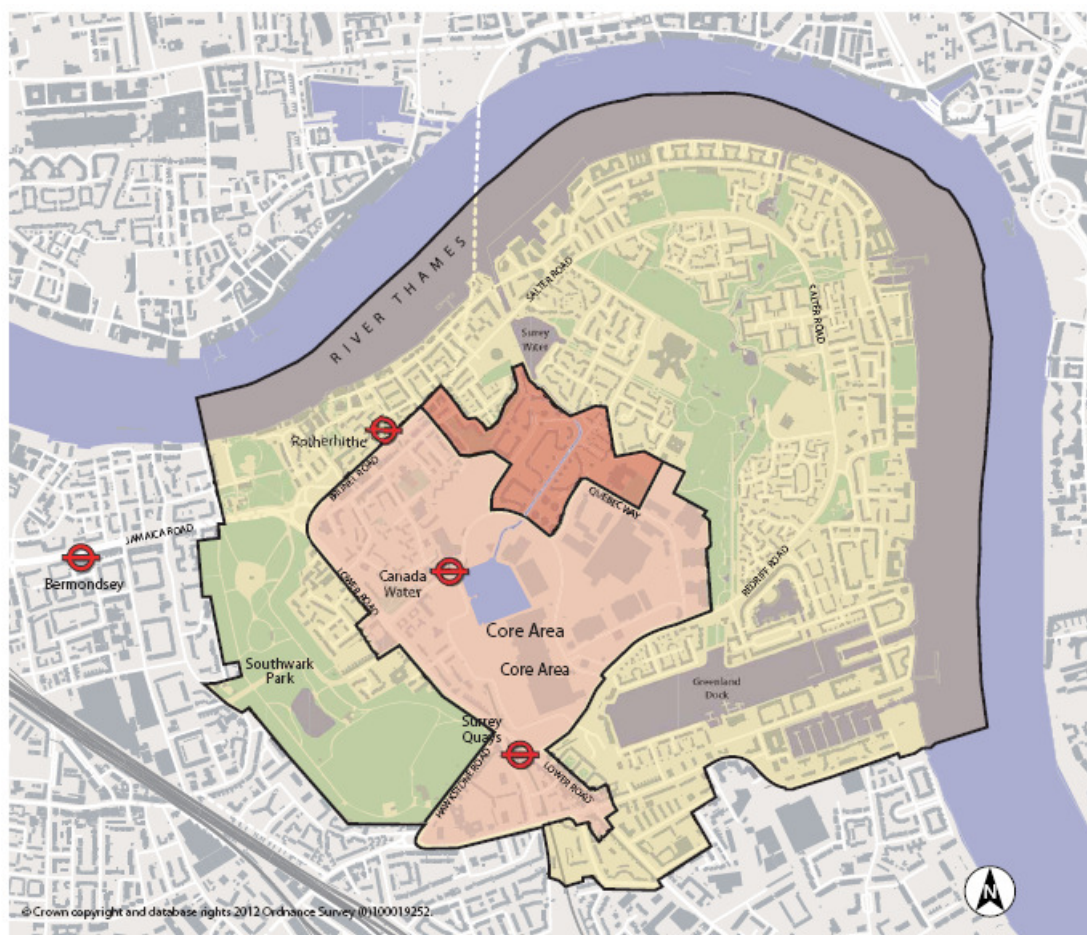 RIVER THAMES
SALTER ROAD
SALTER ROAD
Surrey
Water
Rotherhithe
BRUNEL ROAD
QUEBEC WAY
JAMAICA ROAD
Bermondsey
LOWER ROAD
Canada
Water
REDRIFF ROAD
Core Area
Core Area
Southwark
Park
Greenland
Dock
Surrey
Quays
HAWKSTONE ROAD
LOWER ROAD
N
© Crown copyright and database rights 2012 Ordnance Survey (0)100019252.